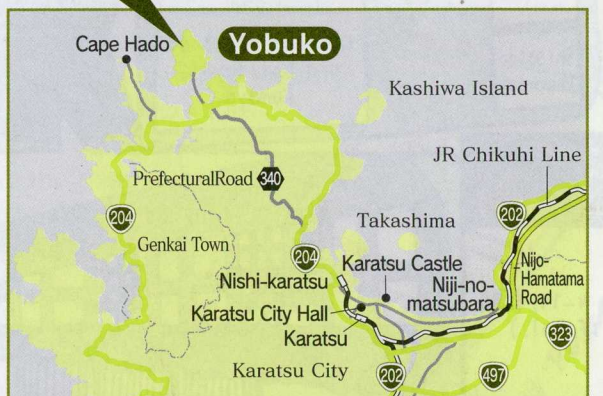 Cape Hado
Yobuko
Kashiwa Island
JR Chikuhi Line
PrefecturalRoad
340
204
202
Takashima
Genkai Town
204
Nishi-karatsu
Karatsu Castle
Niji-no-
matsubara
Nijo-
Hamatama
Road
Karatsu City Hall
Karatsu
323
Karatsu City
202
497